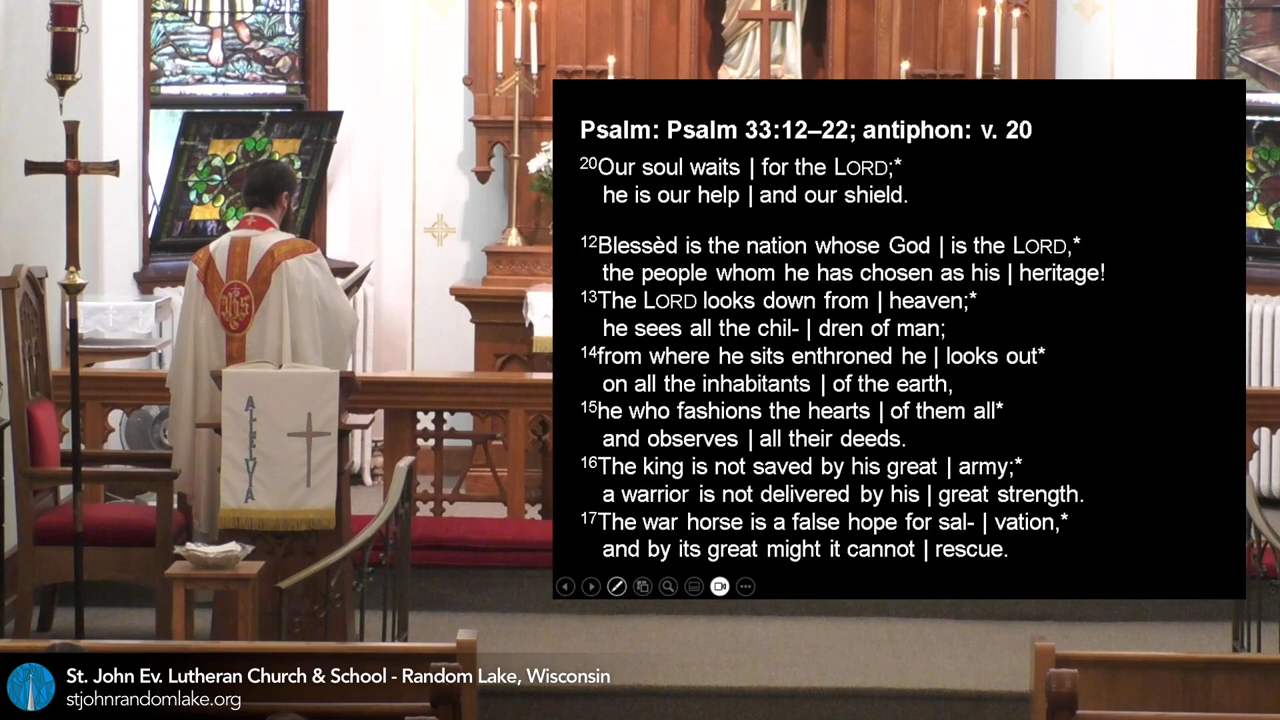 Psalm: Psalm 33:12–22; antiphon: v. 20
20Our soul waits | for the LORD;*
he is our help | and our shield.
12Blessèd is the nation whose God | is the LORD,*
the people whom he has chosen as his | heritage!
13The LORD looks down from | heaven;*
he sees all the chil- | dren of man;
14from where he sits enthroned he | looks out*
on all the inhabitants | of the earth,
15he who fashions the hearts | of them all*
and observes | all their deeds.
16The king is not saved by his great | army;*
a warrior is not delivered by his | great strength.
17The war horse is a false hope for sal- | vation,*
and by its great might it cannot | rescue.
IHS
ALLELUIA
St. John Ev. Lutheran Church & School - Random Lake, Wisconsin
stjohnrandomlake.org